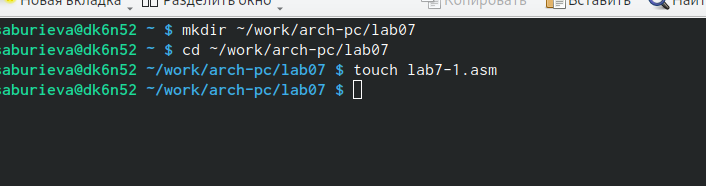 Новая вкладка Разделить окно Копировать Вставить Найт
saburieva@dk6n52 ~ $ mkdir ~/work/arch-pc/lab07
saburieva@dk6n52 ~ $ cd ~/work/arch-pc/lab07
saburieva@dk6n52 ~/work/arch-pc/lab07 $ touch lab7-1.asm
saburieva@dk6n52 ~/work/arch-pc/lab07 $